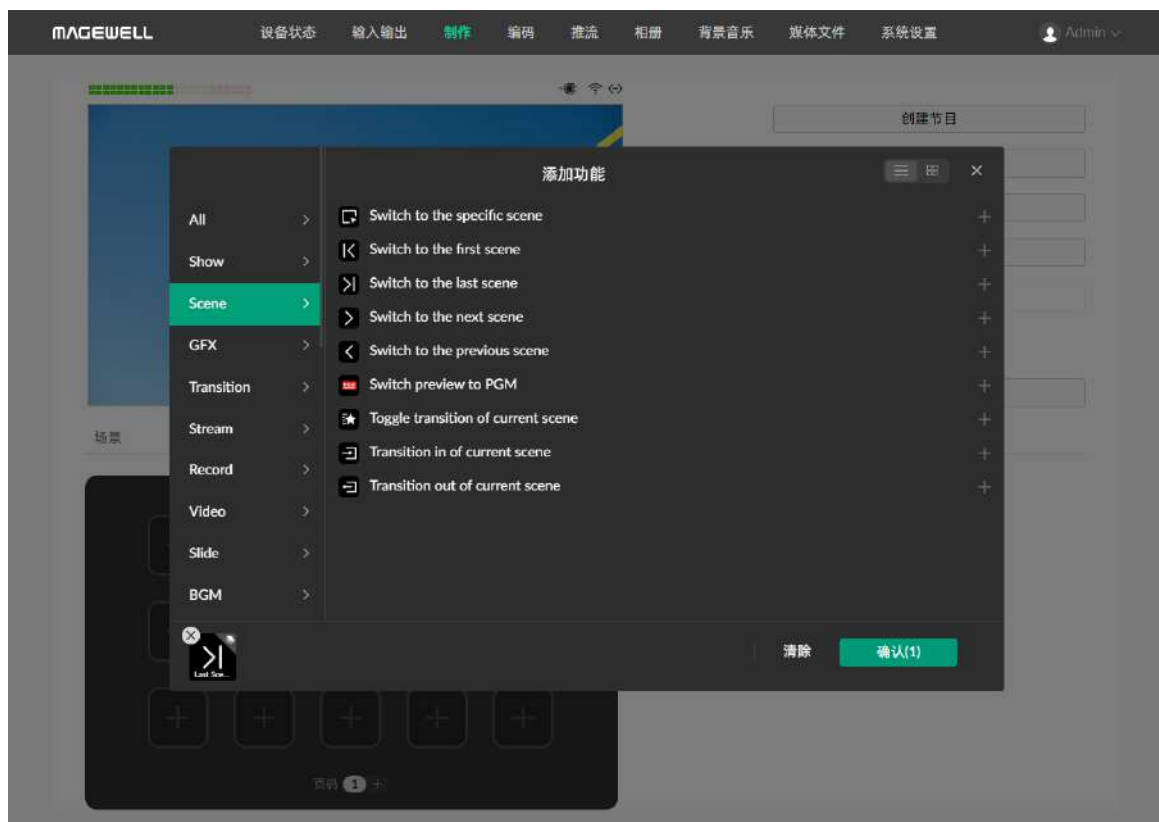 MAGEWELL 设备状态 输入输出 制作 编码 推流 相册 背景音乐 媒体文件 系统设置 Admin
创建节目
添加功能
All
Show
Scene
GFX
Transition
Stream
Record
Video
Slide
BGM
Switch to the specific scene
Switch to the first scene
Switch to the last scene
Switch to the next scene
Switch to the previous scene
Switch preview to PGM
Toggle transition of current scene
Transition in of current scene
Transition out of current scene
场景
Last Sce...
清除 确认(1)
页码 1